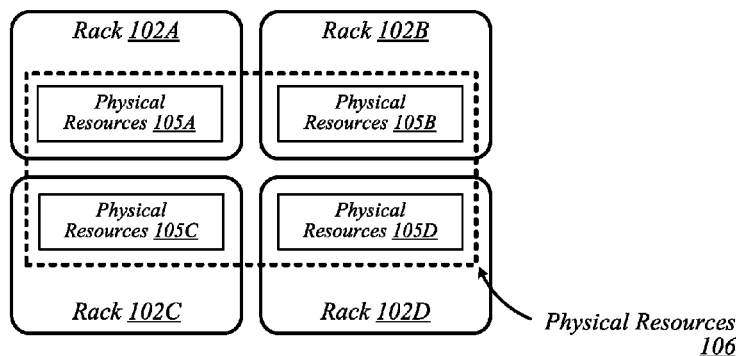 Rack 102A
Rack 102B
Physical
Resources 105A
Physical
Resources 105B
Physical
Resources 105C
Physical
Resources 105D
Rack 102C
Rack 102D
Physical Resources
106